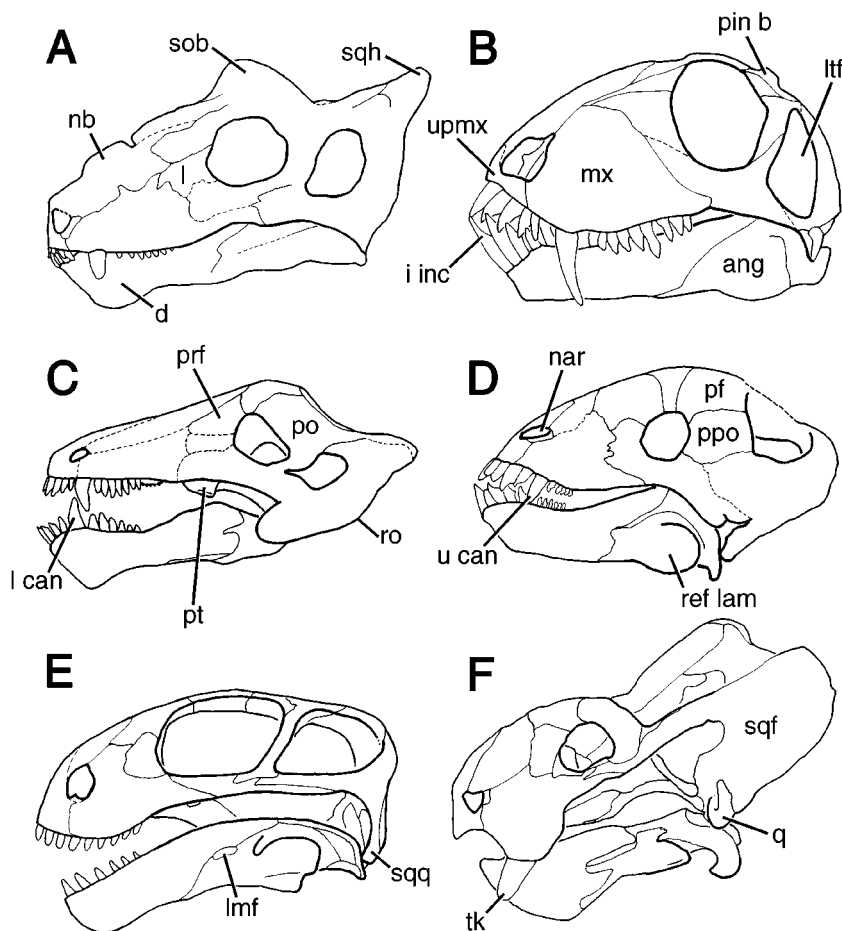 A
sob
sqh
nb
l
d
B
pin b
ltf
upmx
mx
i inc
ang
C
prf
po
l can
pt
ro
D
nar
pf
ppo
u can
ref lam
E
lmf
sqq
F
sqf
q
tk